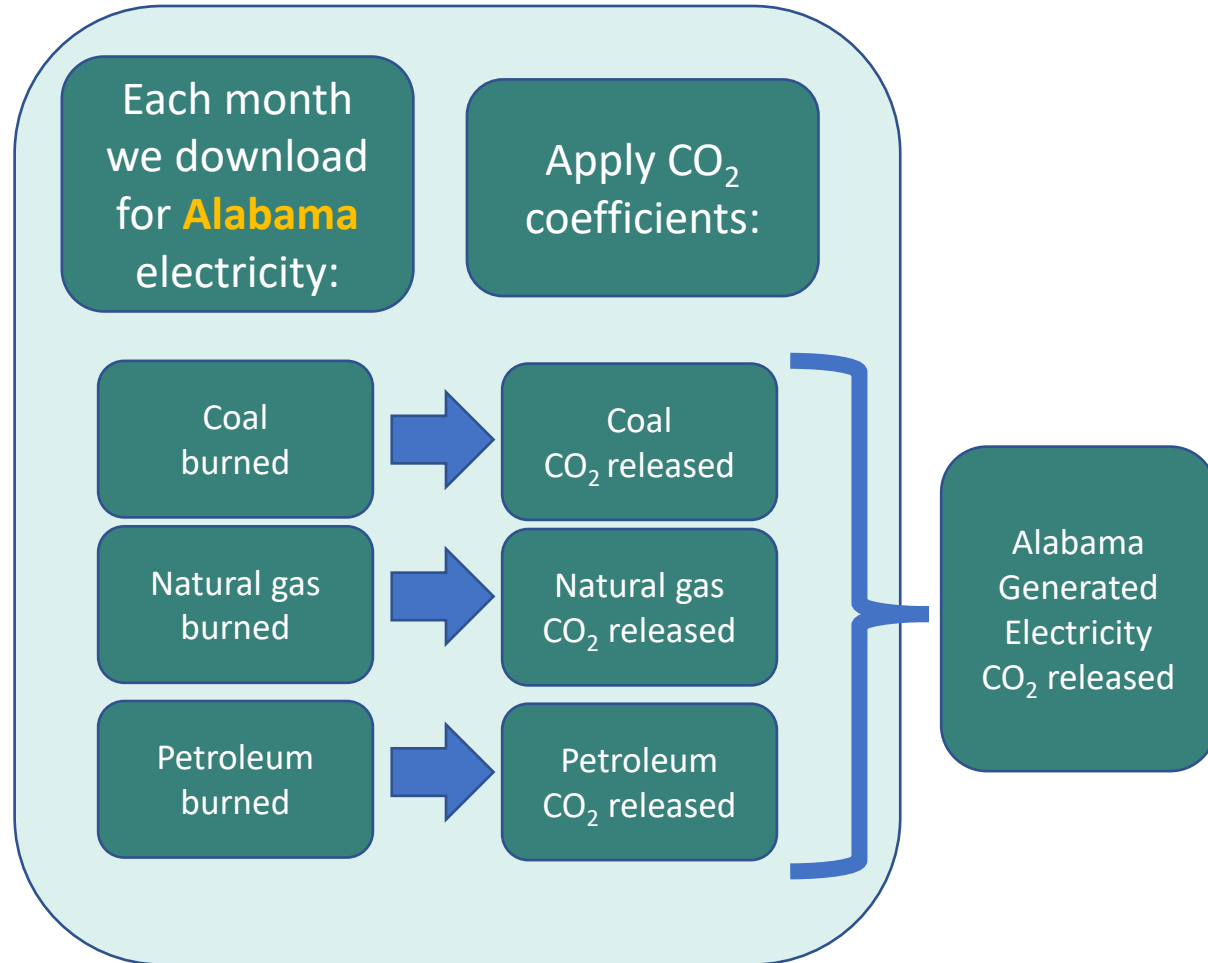 Each month
we download
for Alabama
electricity:
Apply CO₂
coefficients:
Coal
burned
Coal
CO₂ released
Natural gas
burned
Natural gas
CO₂ released
Petroleum
burned
Petroleum
CO₂ released
Alabama
Generated
Electricity
CO₂ released